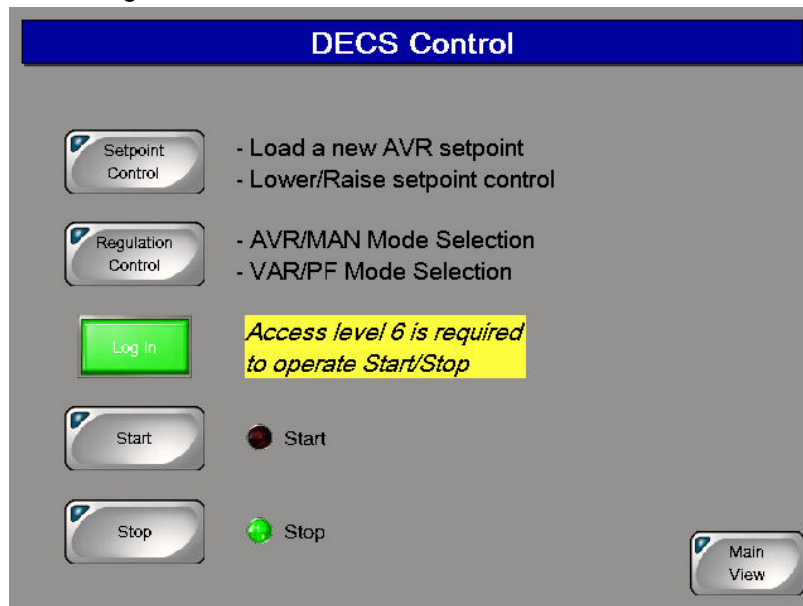 DECS Control
Setpoint
Control
- Load a new AVR setpoint
- Lower/Raise setpoint control
Regulation
Control
- AVR/MAN Mode Selection
- VAR/PF Mode Selection
Log In
Access level 6 is required
to operate Start/Stop
Start
Start
Stop
Stop
Main
View